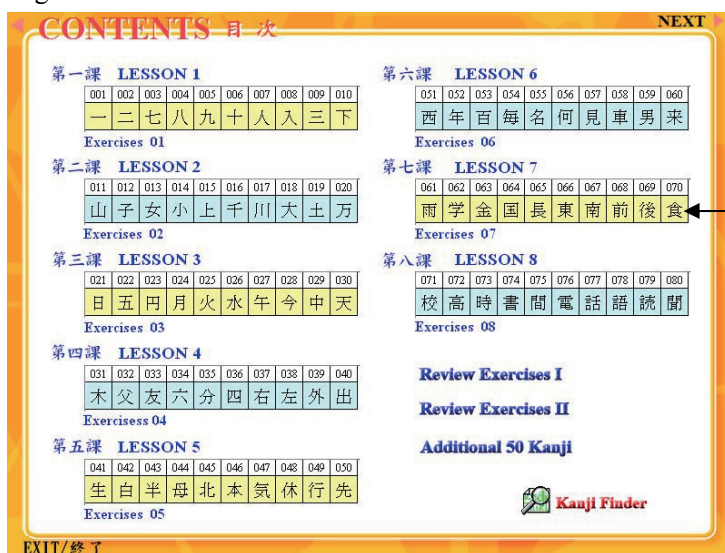 CONTENTS 目次
NEXT
第一課 LESSON 1
001 002 003 004 005 006 007 008 009 010
一 二 七 八 九 十 人 入 三 下
Exercises 01
第二課 LESSON 2
011 012 013 014 015 016 017 018 019 020
山 子 女 小 上 千 川 大 土 万
Exercises 02
第三課 LESSON 3
021 022 023 024 025 026 027 028 029 030
日 五 円 月 火 水 午 今 中 天
Exercises 03
第四課 LESSON 4
031 032 033 034 035 036 037 038 039 040
木 父 友 六 分 四 右 左 外 出
Exercisess 04
第五課 LESSON 5
041 042 043 044 045 046 047 048 049 050
生 白 半 母 北 本 気 休 行 先
Exercises 05
第六課 LESSON 6
051 052 053 054 055 056 057 058 059 060
西 年 百 毎 名 何 見 車 男 来
Exercises 06
第七課 LESSON 7
061 062 063 064 065 066 067 068 069 070
雨 学 金 国 長 東 南 前 後 食
Exercises 07
第八課 LESSON 8
071 072 073 074 075 076 077 078 079 080
校 高 時 書 間 電 話 語 読 聞
Exercises 08
Review Exercises I
Review Exercises II
Additional 50 Kanji
Kanji Finder
EXIT/終了